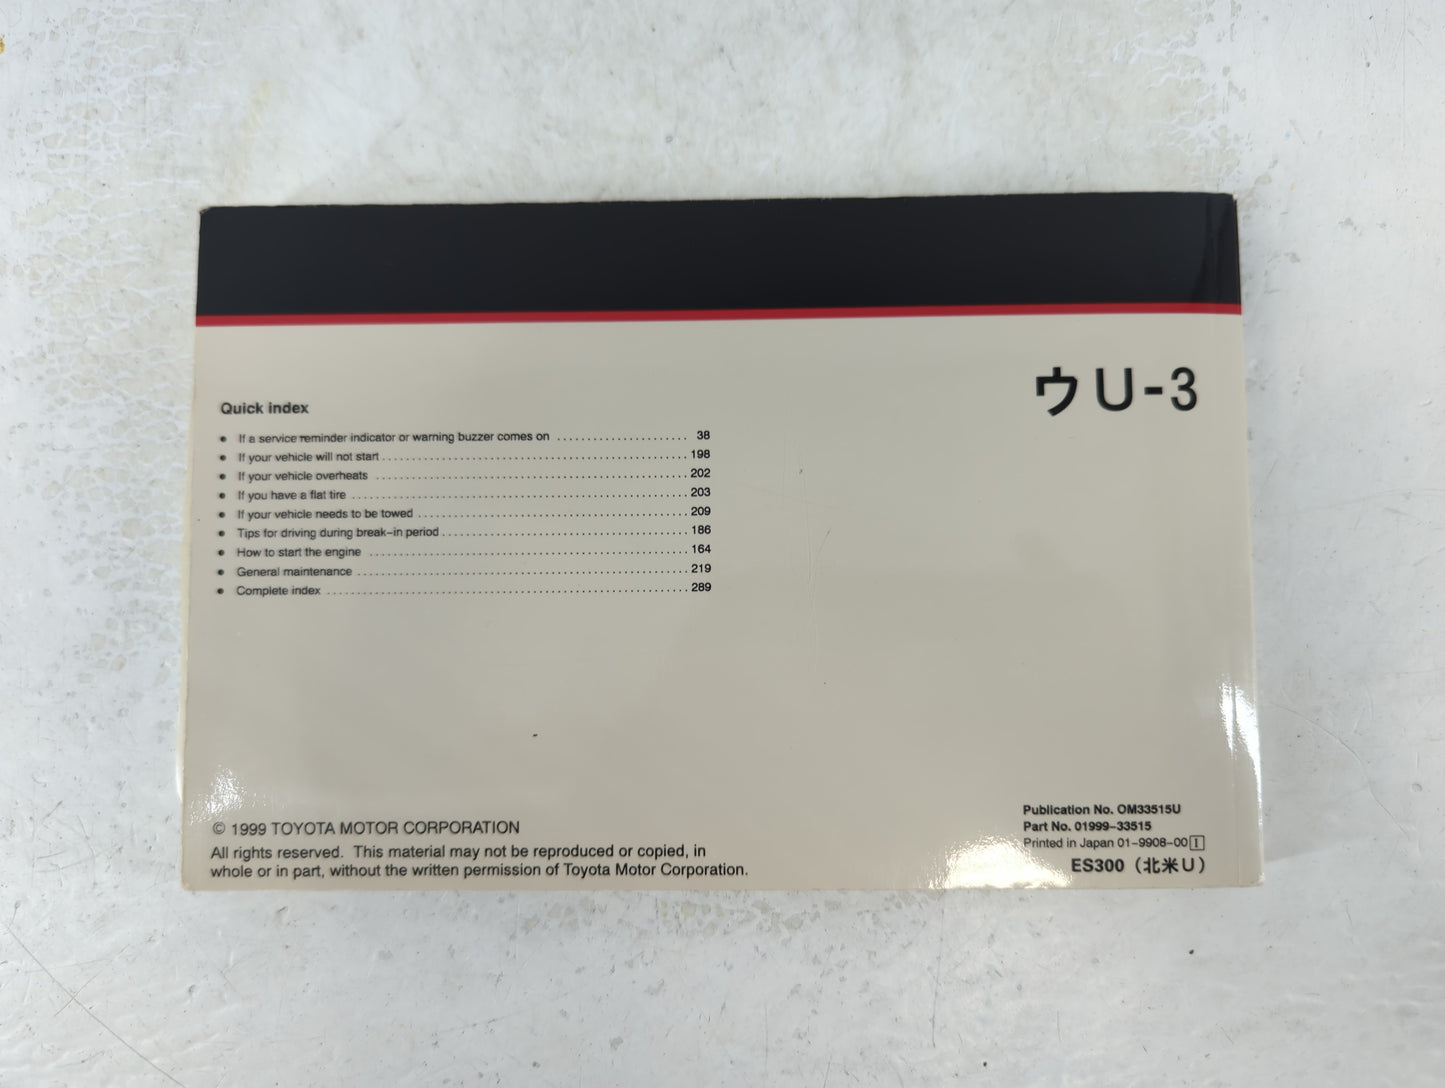 ウU-3
Quick index
● If a service reminder indicator or warning buzzer comes on ...................... 38
● If your vehicle will not start .................................................... 198
● If your vehicle overheats ..................................................... 202
● If you have a flat tire ......................................................... 203
● If your vehicle needs to be towed .............................................. 209
● Tips for driving during break–in period .......................................... 186
● How to start the engine ...................................................... 164
● General maintenance ........................................................ 219
● Complete index ............................................................. 289
© 1999 TOYOTA MOTOR CORPORATION
All rights reserved. This material may not be reproduced or copied, in
whole or in part, without the written permission of Toyota Motor Corporation.
Publication No. OM33515U
Part No. 01999–33515
Printed in Japan 01–9908–00 I
ES300（北米U）